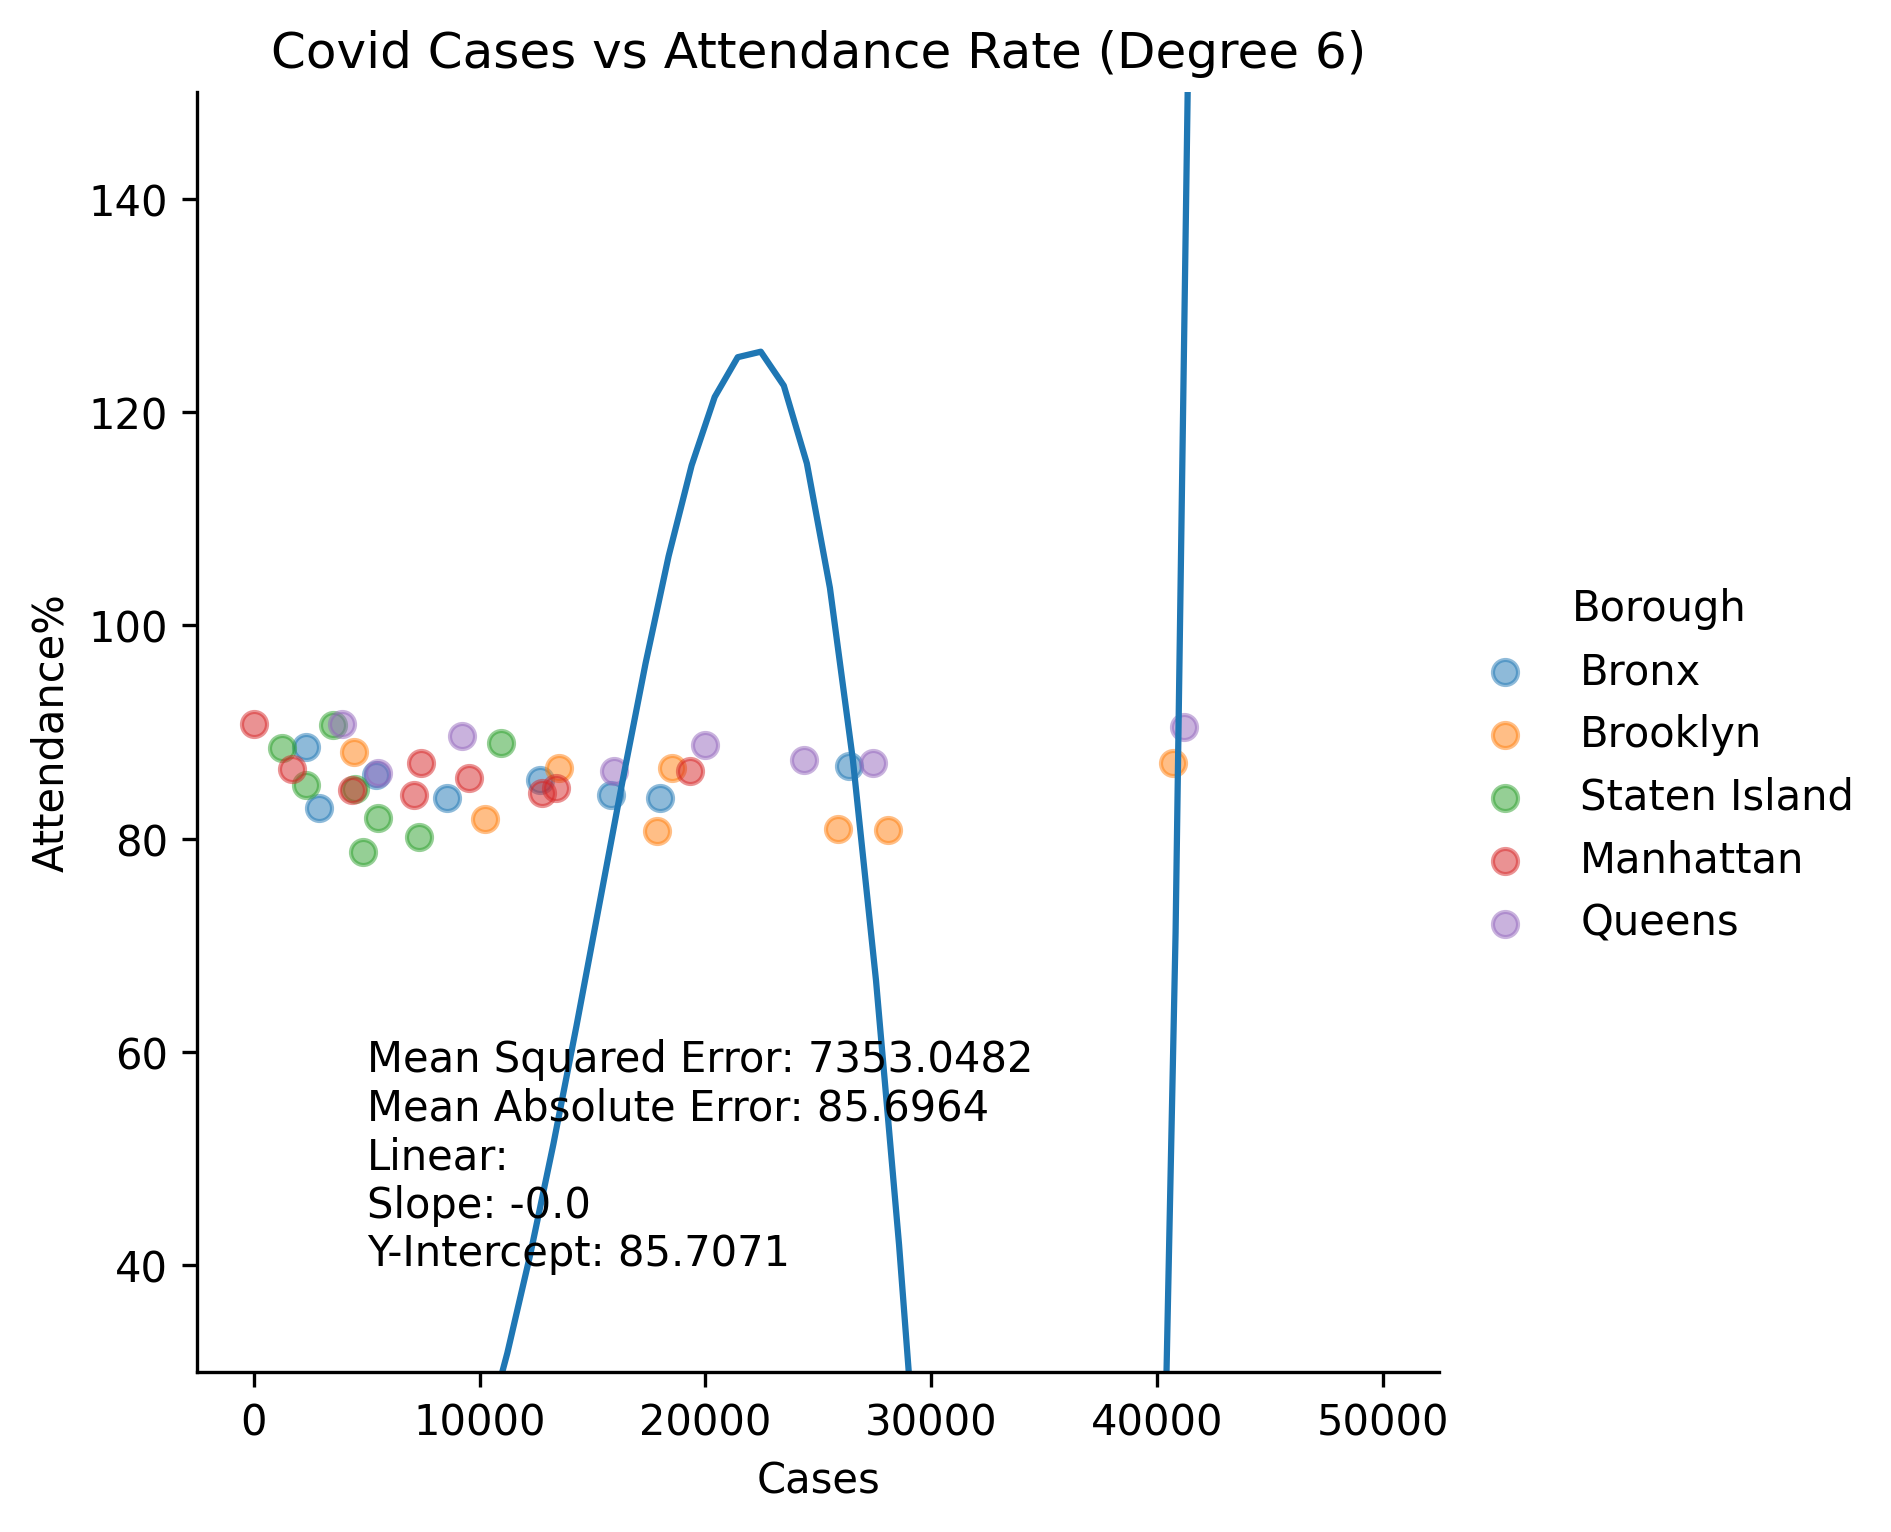 Covid Cases vs Attendance Rate (Degree 6)
Attendance%
140
120
100
80
60
40
Mean Squared Error: 7353.0482
Mean Absolute Error: 85.6964
Linear:
Slope: -0.0
Y-Intercept: 85.7071
0 10000 20000 30000 40000 50000
Cases
Borough
Bronx
Brooklyn
Staten Island
Manhattan
Queens